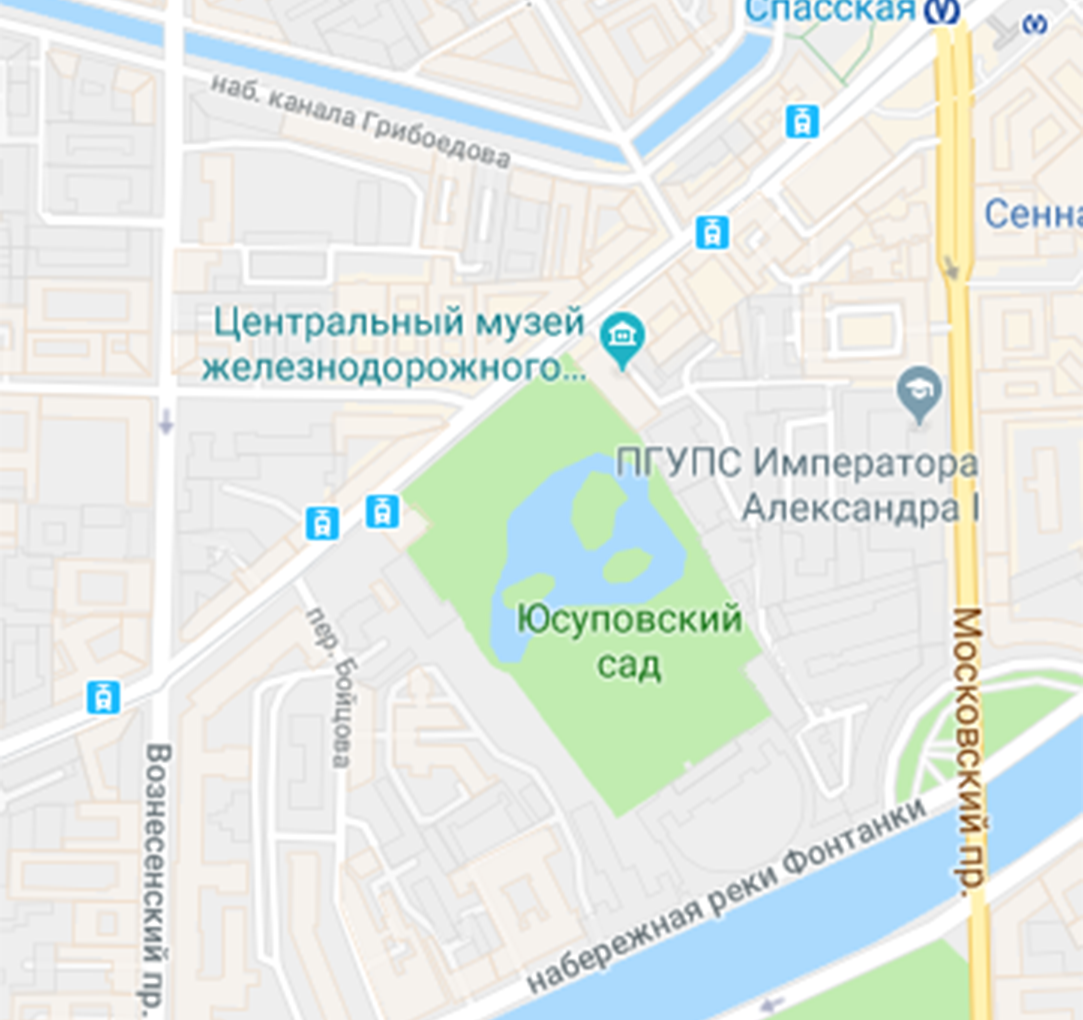 Спасская
наб. канала Грибоедова
Сенна
Центральный музей
железнодорожного...
ПГУПС Императора
Александра I
Юсуповский
сад
пер. Бойцова
Московский пр.
Вознесенский пр.
набережная реки Фонтанки